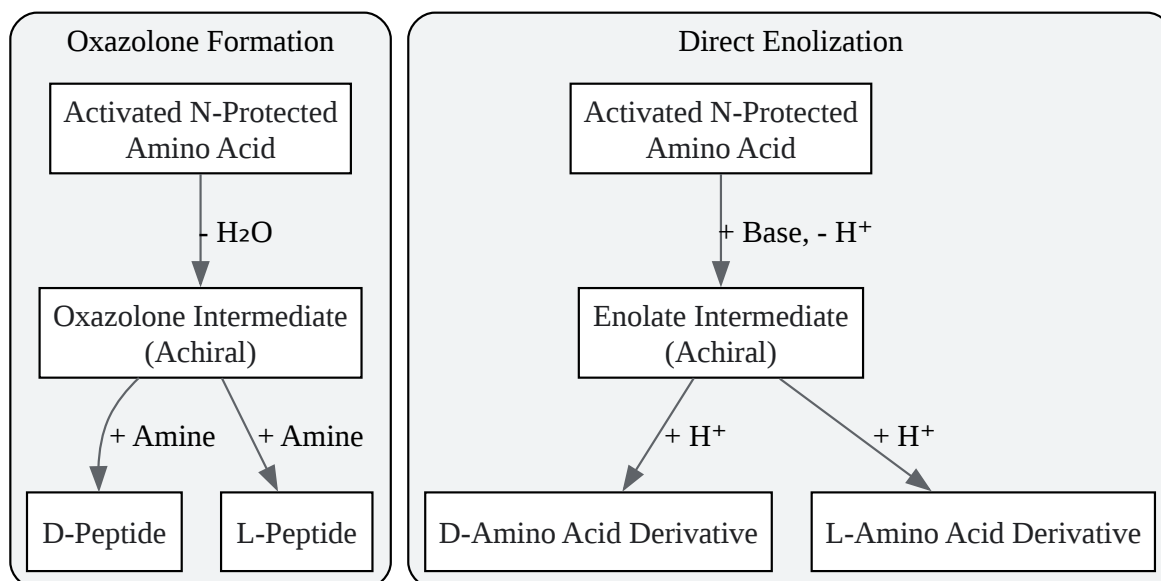 Oxazolone Formation
Activated N-Protected
Amino Acid
- H₂O
Oxazolone Intermediate
(Achiral)
+ Amine
+ Amine
D-Peptide
L-Peptide
Direct Enolization
Activated N-Protected
Amino Acid
+ Base, - H⁺
Enolate Intermediate
(Achiral)
+ H⁺
+ H⁺
D-Amino Acid Derivative
L-Amino Acid Derivative